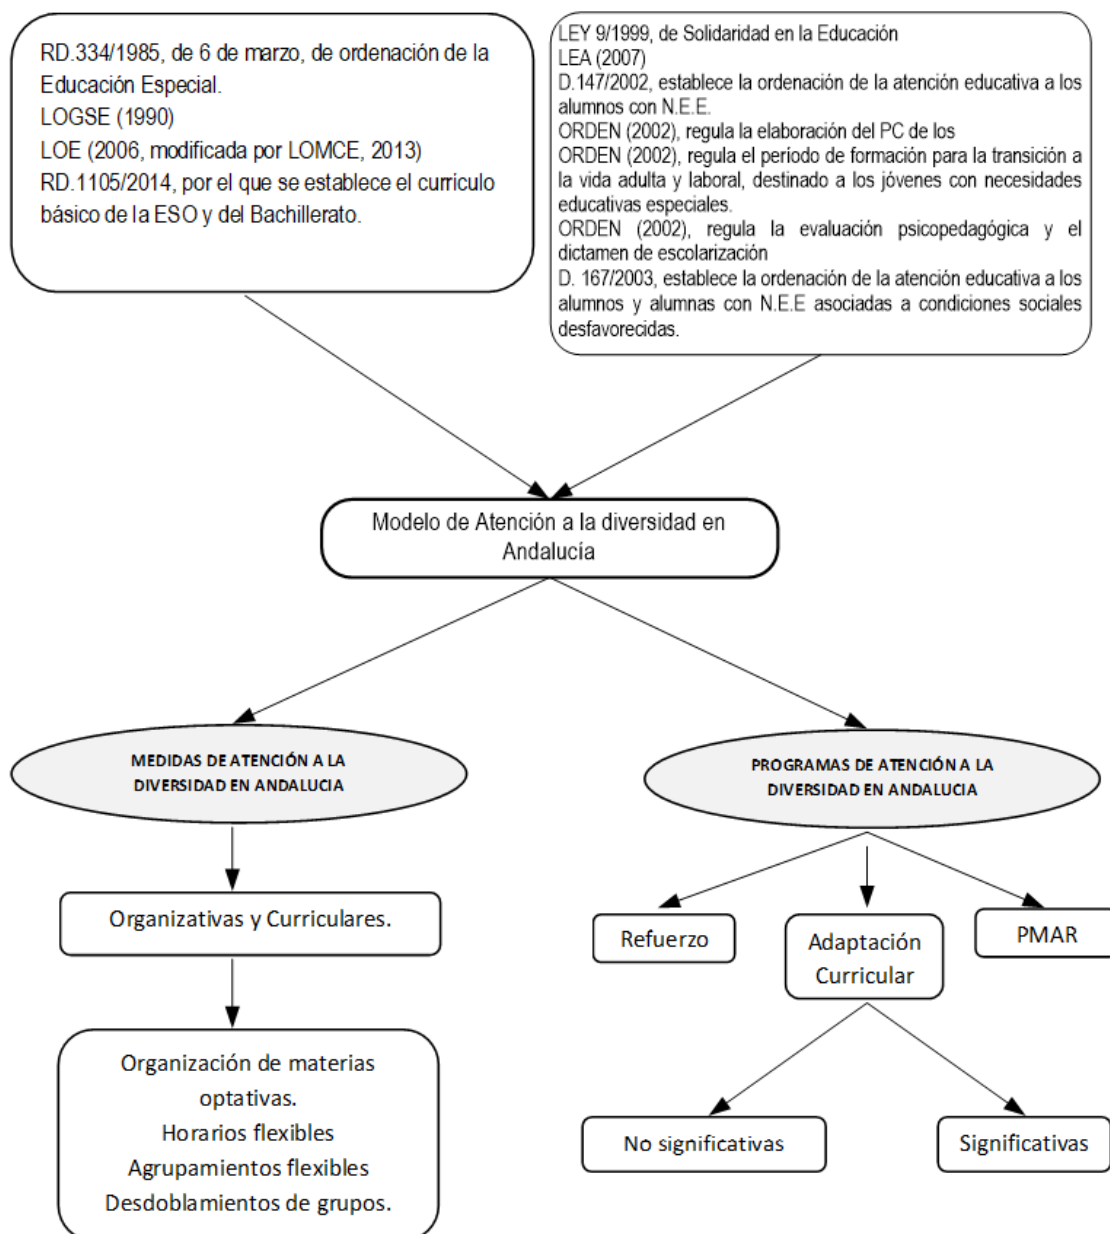 RD.334/1985, de 6 de marzo, de ordenación de la
Educación Especial.
LOGSE (1990)
LOE (2006, modificada por LOMCE, 2013)
RD.1105/2014, por el que se establece el currículo
básico de la ESO y del Bachillerato.
LEY 9/1999, de Solidaridad en la Educación
LEA (2007)
D.147/2002, establece la ordenación de la atención educativa a los
alumnos con N.E.E.
ORDEN (2002), regula la elaboración del PC de los
ORDEN (2002), regula el período de formación para la transición a
la vida adulta y laboral, destinado a los jóvenes con necesidades
educativas especiales.
ORDEN (2002), regula la evaluación psicopedagógica y el
dictamen de escolarización
D. 167/2003, establece la ordenación de la atención educativa a los
alumnos y alumnas con N.E.E asociadas a condiciones sociales
desfavorecidas.
Modelo de Atención a la diversidad en
Andalucía
MEDIDAS DE ATENCIÓN A LA
DIVERSIDAD EN ANDALUCIA
PROGRAMAS DE ATENCIÓN A LA
DIVERSIDAD EN ANDALUCIA
Organizativas y Curriculares.
Refuerzo
Adaptación
Curricular
PMAR
Organización de materias
optativas.
Horarios flexibles
Agrupamientos flexibles
Desdoblamientos de grupos.
No significativas
Significativas